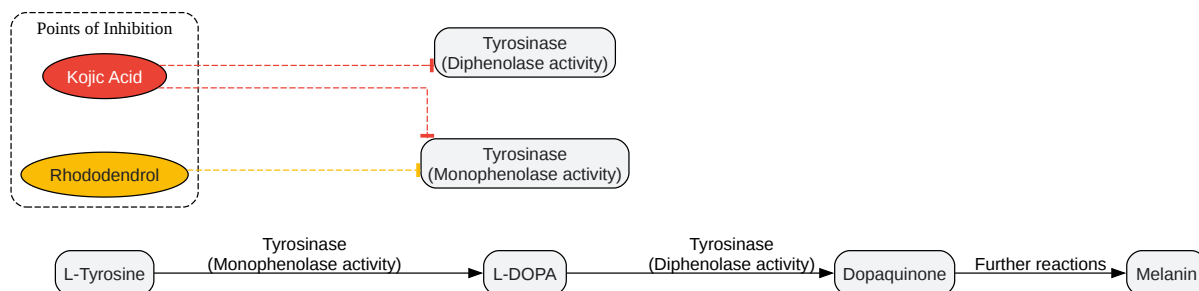 Points of Inhibition
Kojic Acid
Tyrosinase
(Diphenolase activity)
Tyrosinase
(Monophenolase activity)
Rhododendrol
L-Tyrosine
Tyrosinase
(Monophenolase activity)
L-DOPA
Tyrosinase
(Diphenolase activity)
Dopaquinone
Further reactions
Melanin